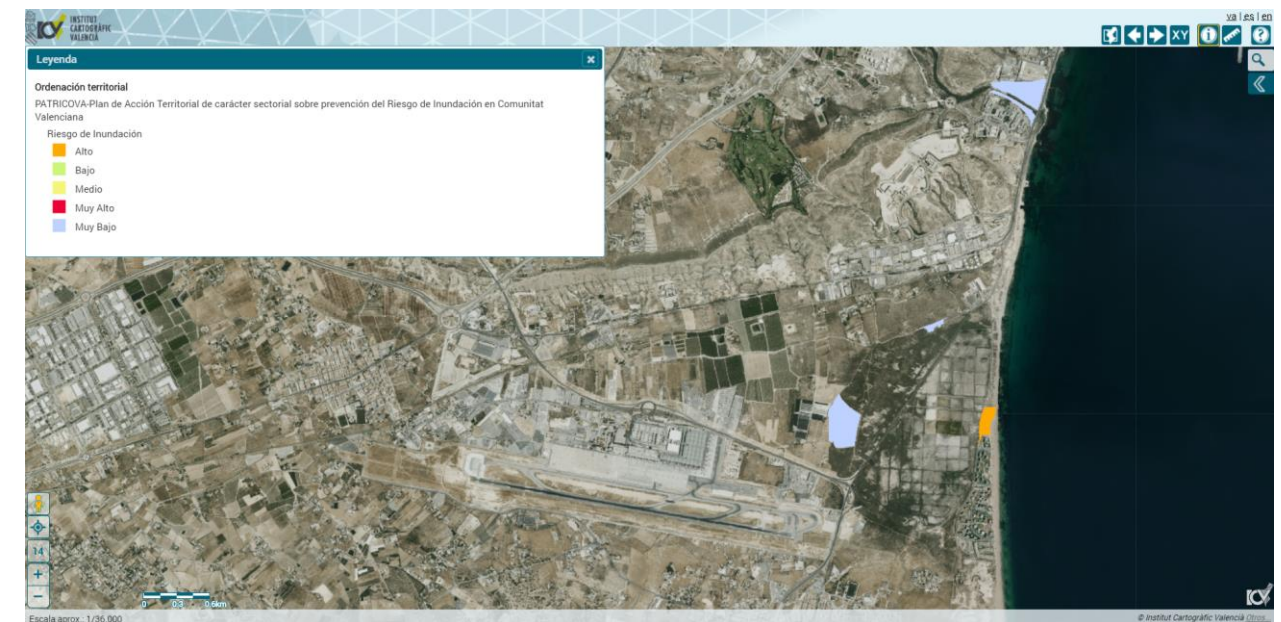 INSTITUT
CARTOGRÀFIC
VALENCIÀ
va | es | en
XY
Leyenda
Ordenación territorial
PATRICOVA-Plan de Acción Territorial de carácter sectorial sobre prevención del Riesgo de Inundación en Comunitat
Valenciana
Riesgo de Inundación
Alto
Bajo
Medio
Muy Alto
Muy Bajo
14
0 0.3 0.6km
Escala aprox.: 1/36.000
© Institut Cartogràfic Valencià Otros...